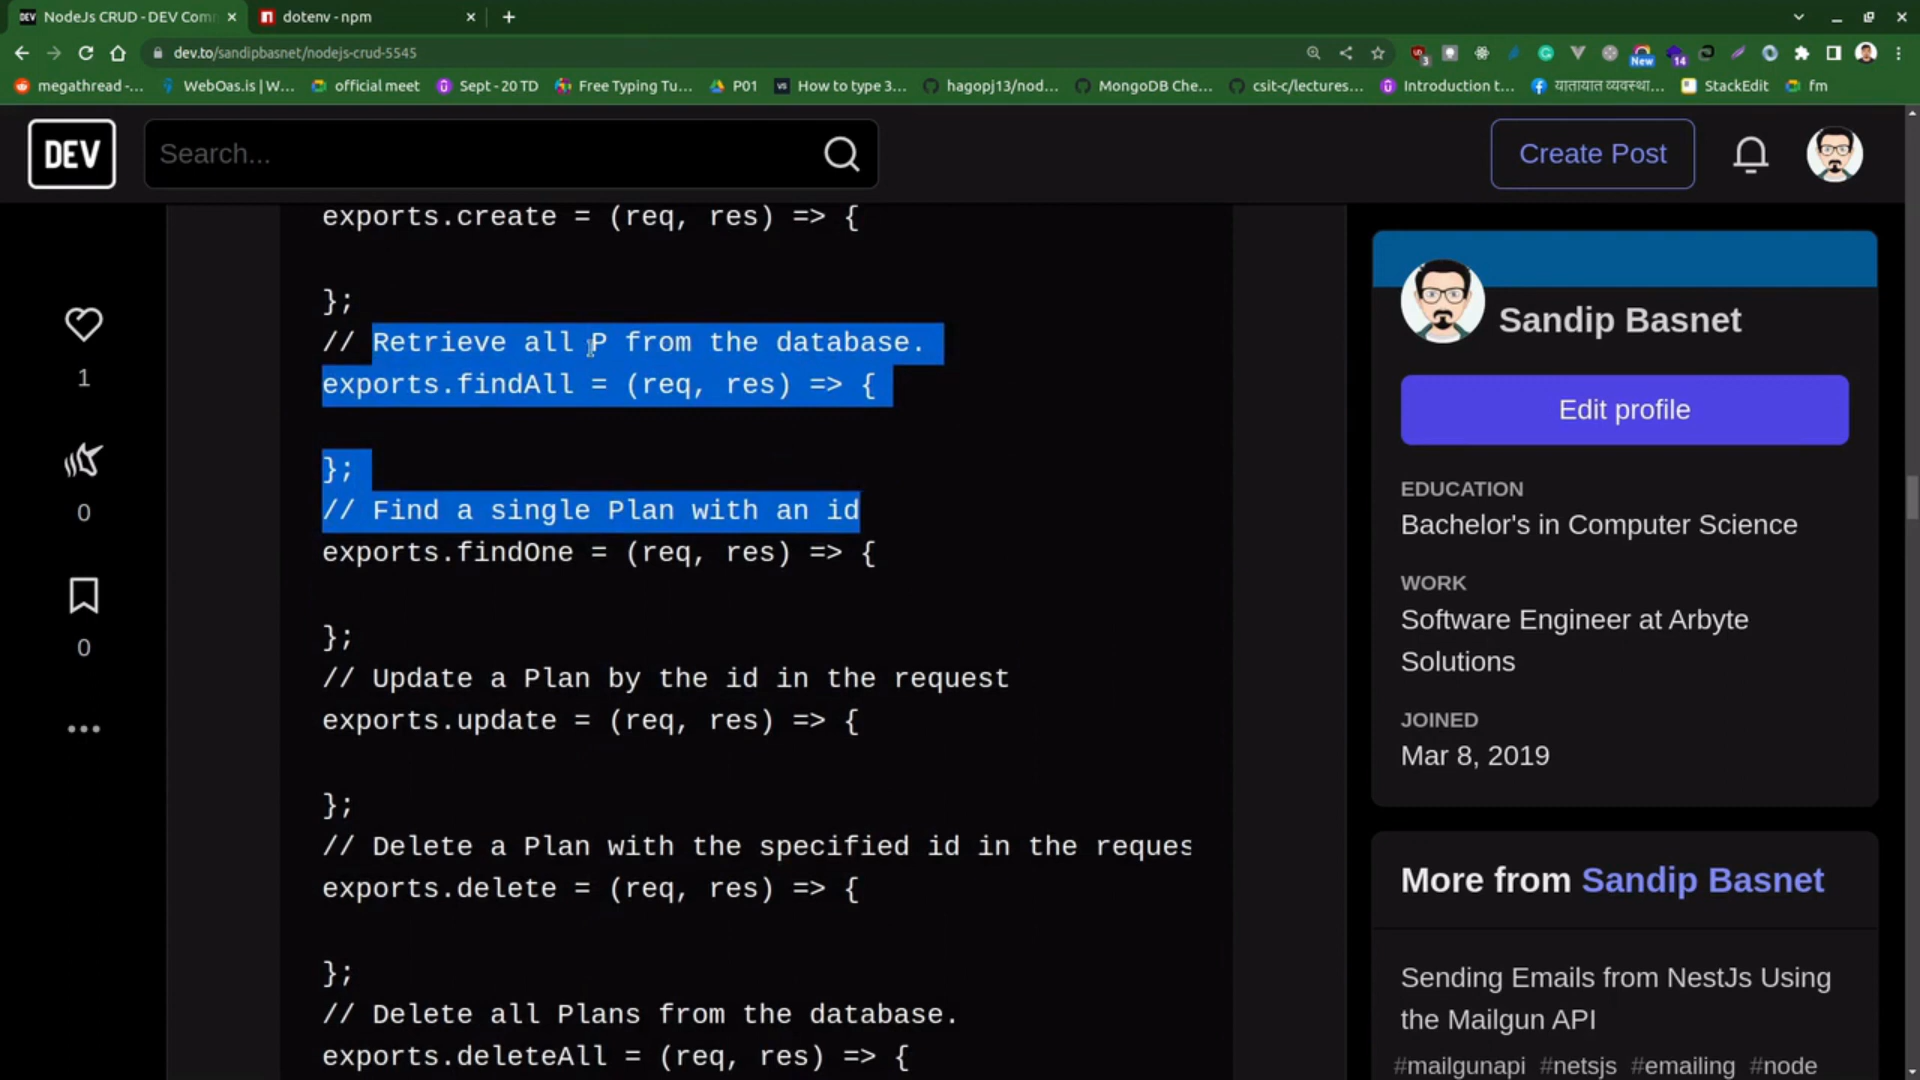 NodeJs CRUD - DEV Com
dotenv - npm
dev.to/sandipbasnet/nodejs-crud-5545
3
New
14
megathread -...
WebOas.is | W...
official meet
Sept - 20 TD
Free Typing Tu...
P01
How to type 3...
hagopj13/nod...
MongoDB Che...
csit-c/lectures...
Introduction t...
यातायात व्यवस्था...
StackEdit
fm
DEV
Search...
Create Post
exports.create = (req, res) => {
};
// Retrieve all P from the database.
exports.findAll = (req, res) => {
};
// Find a single Plan with an id
exports.findOne = (req, res) => {
};
// Update a Plan by the id in the request
exports.update = (req, res) => {
};
// Delete a Plan with the specified id in the reques
exports.delete = (req, res) => {
};
// Delete all Plans from the database.
exports.deleteAll = (req, res) => {
1
0
0
Sandip Basnet
Edit profile
EDUCATION
Bachelor's in Computer Science
WORK
Software Engineer at Arbyte
Solutions
JOINED
Mar 8, 2019
More from Sandip Basnet
Sending Emails from NestJs Using
the Mailgun API
#mailgunapi #netsjs #emailing #node